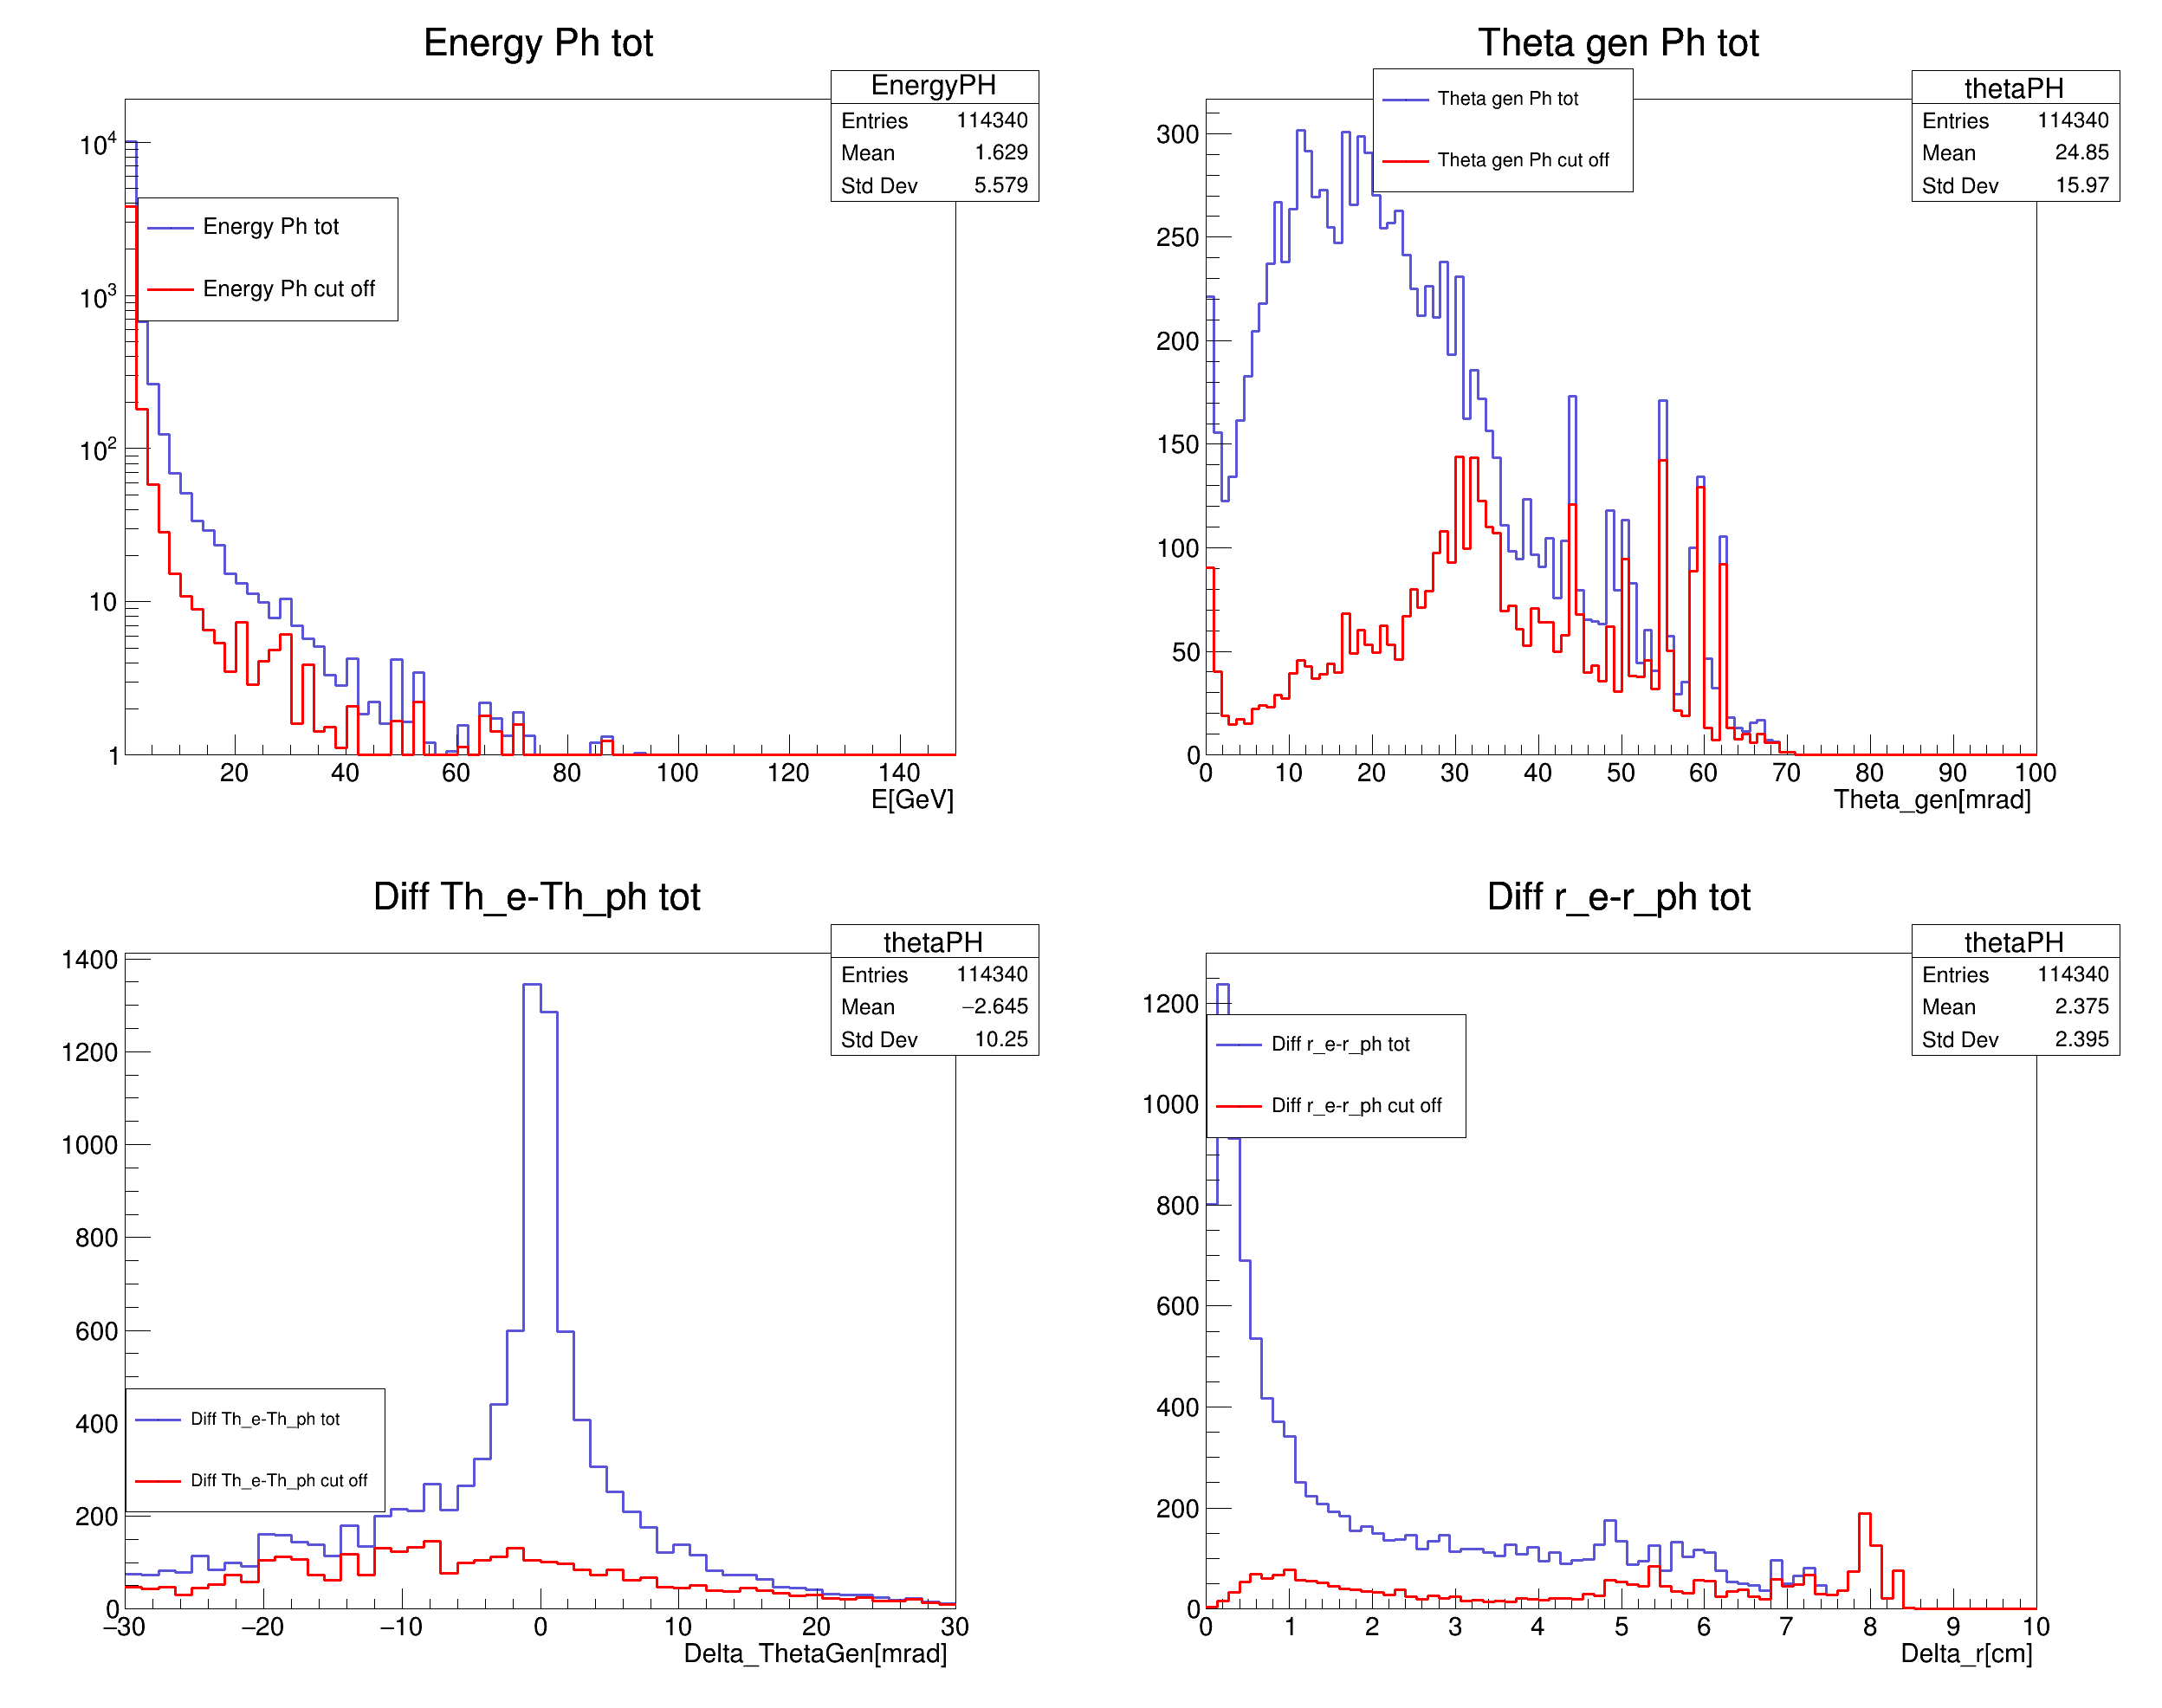 Energy Ph tot
EnergyPH
Entries 114340
Mean 1.629
Std Dev 5.579
Energy Ph tot
Energy Ph cut off
10^4
10^3
10^2
10
1
20 40 60 80 100 120 140
E[GeV]
Theta gen Ph tot
thetaPH
Entries 114340
Mean 24.85
Std Dev 15.97
Theta gen Ph tot
Theta gen Ph cut off
300
250
200
150
100
50
0
0 10 20 30 40 50 60 70 80 90 100
Theta_gen[mrad]
Diff Th_e-Th_ph tot
thetaPH
Entries 114340
Mean −2.645
Std Dev 10.25
1400
1200
1000
800
600
400
200
0
Diff Th_e-Th_ph tot
Diff Th_e-Th_ph cut off
−30 −20 −10 0 10 20 30
Delta_ThetaGen[mrad]
Diff r_e-r_ph tot
thetaPH
Entries 114340
Mean 2.375
Std Dev 2.395
Diff r_e-r_ph tot
Diff r_e-r_ph cut off
1200
1000
800
600
400
200
0
0 1 2 3 4 5 6 7 8 9 10
Delta_r[cm]